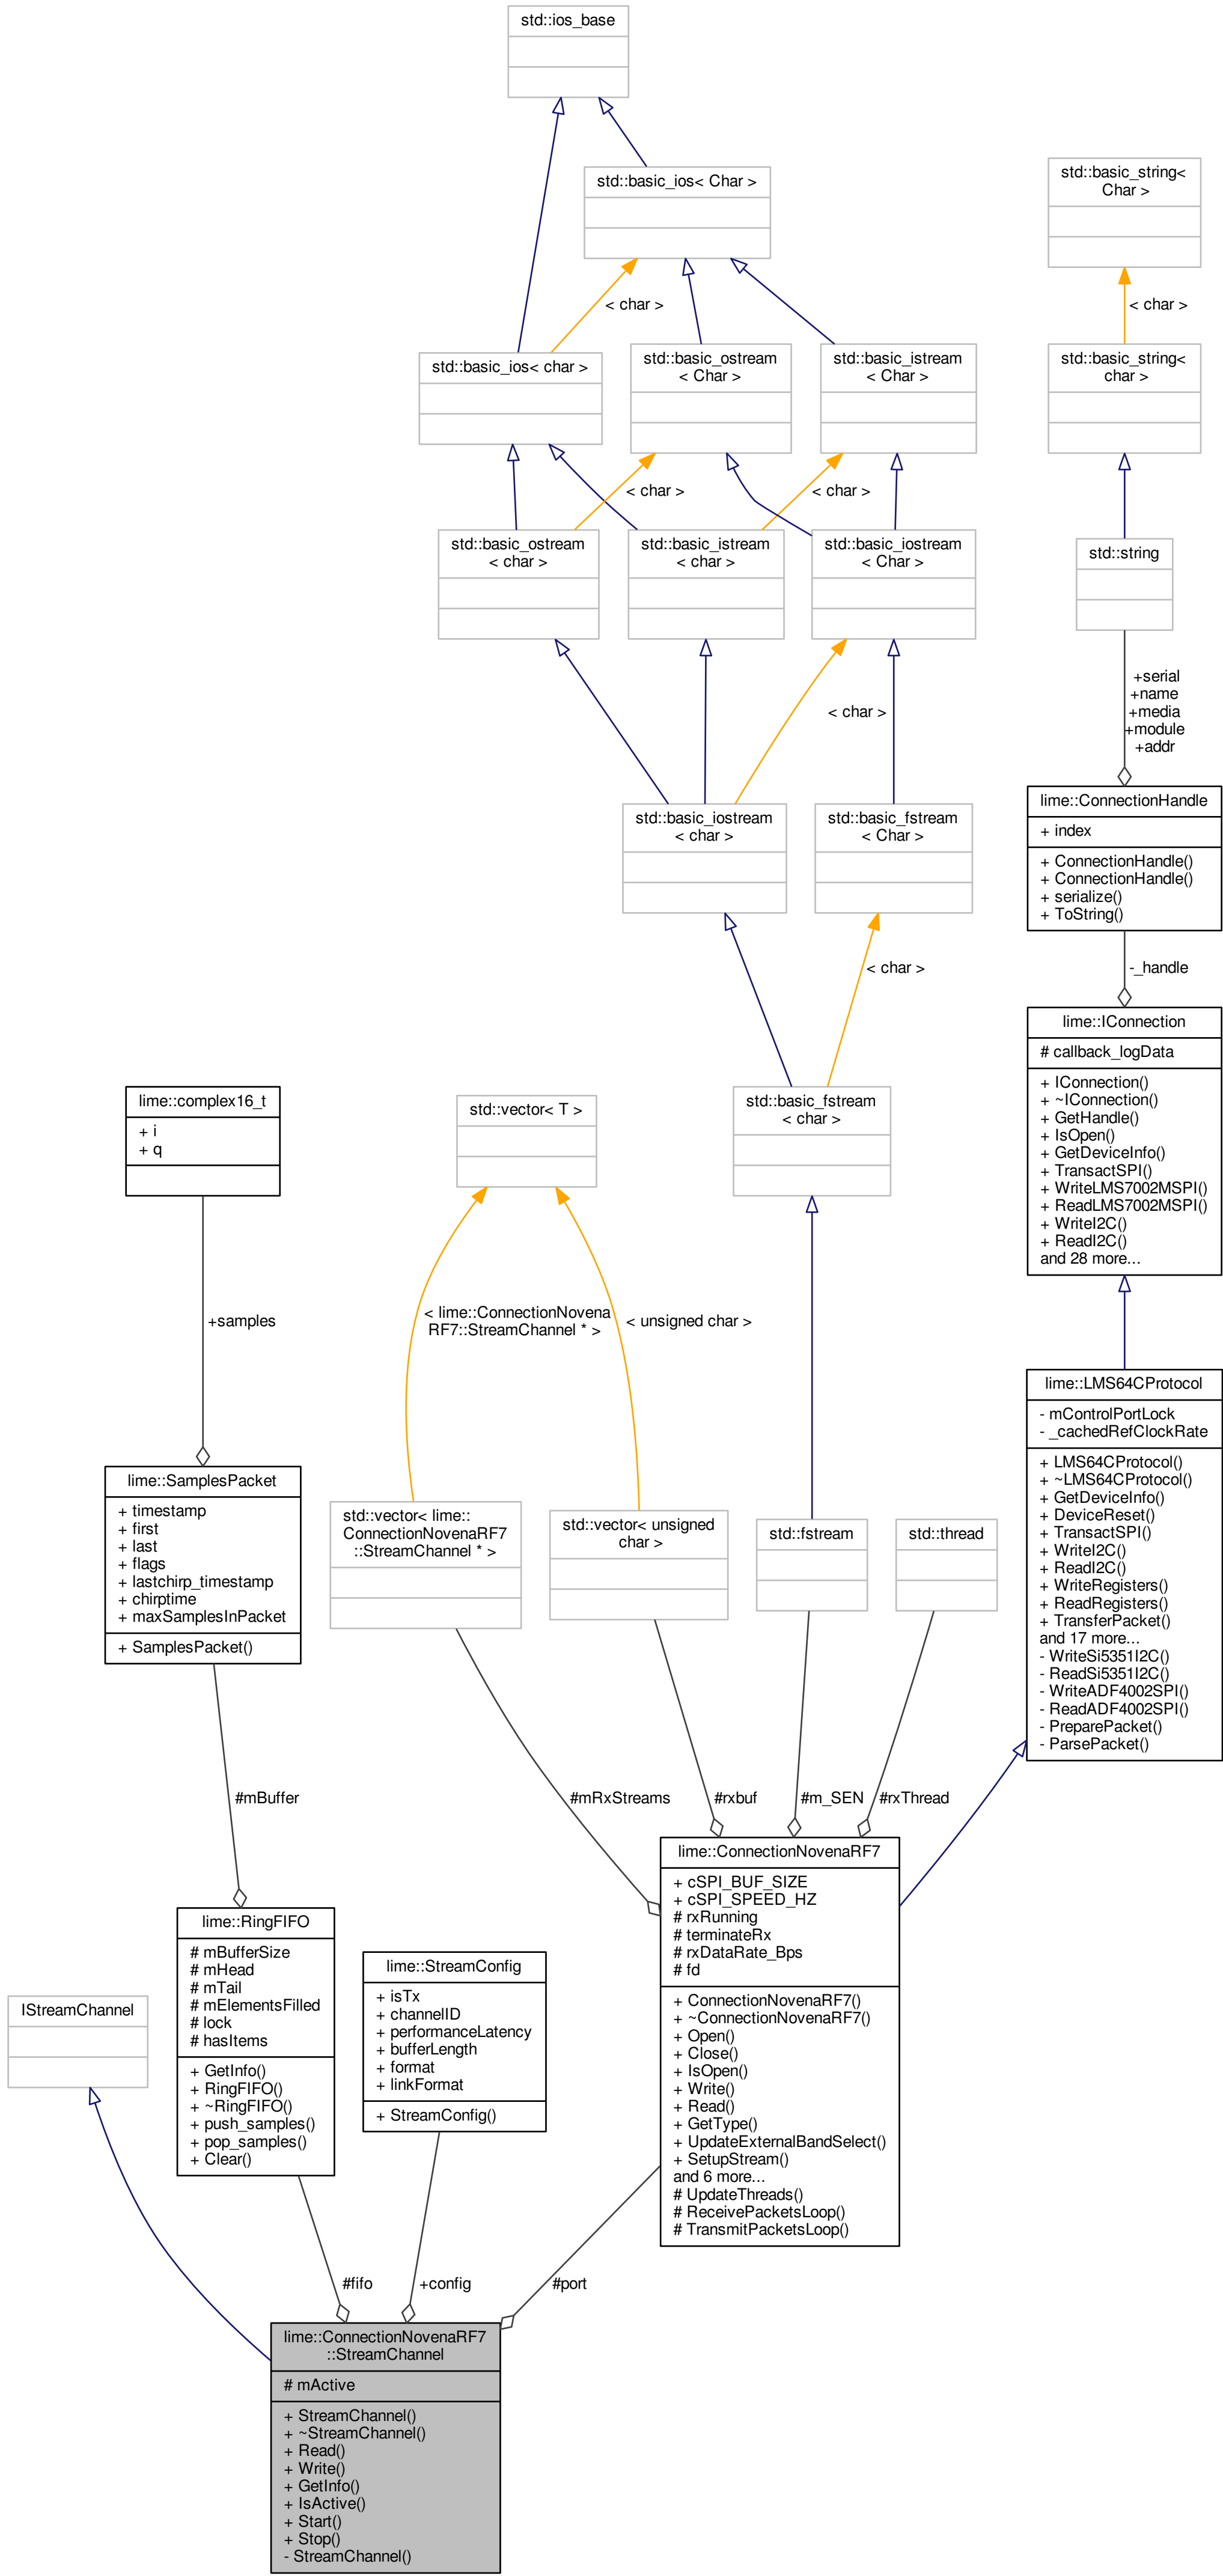 std::ios_base
std::basic_ios< Char >
std::basic_string<
Char >
< char >
< char >
std::basic_ios< char >
std::basic_ostream
< Char >
std::basic_istream
< Char >
std::basic_string<
char >
< char >
< char >
std::basic_ostream
< char >
std::basic_istream
< char >
std::basic_iostream
< Char >
std::string
+serial
+name
+media
+module
+addr
< char >
std::basic_iostream
< char >
std::basic_fstream
< Char >
lime::ConnectionHandle
+ index
+ ConnectionHandle()
+ ConnectionHandle()
+ serialize()
+ ToString()
< char >
-_handle
lime::IConnection
# callback_logData
+ IConnection()
+ ~IConnection()
+ GetHandle()
+ IsOpen()
+ GetDeviceInfo()
+ TransactSPI()
+ WriteLMS7002MSPI()
+ ReadLMS7002MSPI()
+ WriteI2C()
+ ReadI2C()
and 28 more...
lime::complex16_t
+ i
+ q
std::vector< T >
std::basic_fstream
< char >
+samples
< lime::ConnectionNovena
RF7::StreamChannel * >
< unsigned char >
lime::LMS64CProtocol
- mControlPortLock
- _cachedRefClockRate
+ LMS64CProtocol()
+ ~LMS64CProtocol()
+ GetDeviceInfo()
+ DeviceReset()
+ TransactSPI()
+ WriteI2C()
+ ReadI2C()
+ WriteRegisters()
+ ReadRegisters()
+ TransferPacket()
and 17 more...
- WriteSi5351I2C()
- ReadSi5351I2C()
- WriteADF4002SPI()
- ReadADF4002SPI()
- PreparePacket()
- ParsePacket()
lime::SamplesPacket
+ timestamp
+ first
+ last
+ flags
+ lastchirp_timestamp
+ chirptime
+ maxSamplesInPacket
+ SamplesPacket()
std::vector< lime::
ConnectionNovenaRF7
::StreamChannel * >
std::vector< unsigned
char >
std::fstream
std::thread
#mBuffer
#mRxStreams
#rxbuf
#m_SEN
#rxThread
lime::ConnectionNovenaRF7
+ cSPI_BUF_SIZE
+ cSPI_SPEED_HZ
# rxRunning
# terminateRx
# rxDataRate_Bps
# fd
+ ConnectionNovenaRF7()
+ ~ConnectionNovenaRF7()
+ Open()
+ Close()
+ IsOpen()
+ Write()
+ Read()
+ GetType()
+ UpdateExternalBandSelect()
+ SetupStream()
and 6 more...
# UpdateThreads()
# ReceivePacketsLoop()
# TransmitPacketsLoop()
lime::RingFIFO
# mBufferSize
# mHead
# mTail
# mElementsFilled
# lock
# hasItems
+ GetInfo()
+ RingFIFO()
+ ~RingFIFO()
+ push_samples()
+ pop_samples()
+ Clear()
lime::StreamConfig
+ isTx
+ channelID
+ performanceLatency
+ bufferLength
+ format
+ linkFormat
+ StreamConfig()
IStreamChannel
#fifo
+config
#port
lime::ConnectionNovenaRF7
::StreamChannel
# mActive
+ StreamChannel()
+ ~StreamChannel()
+ Read()
+ Write()
+ GetInfo()
+ IsActive()
+ Start()
+ Stop()
- StreamChannel()